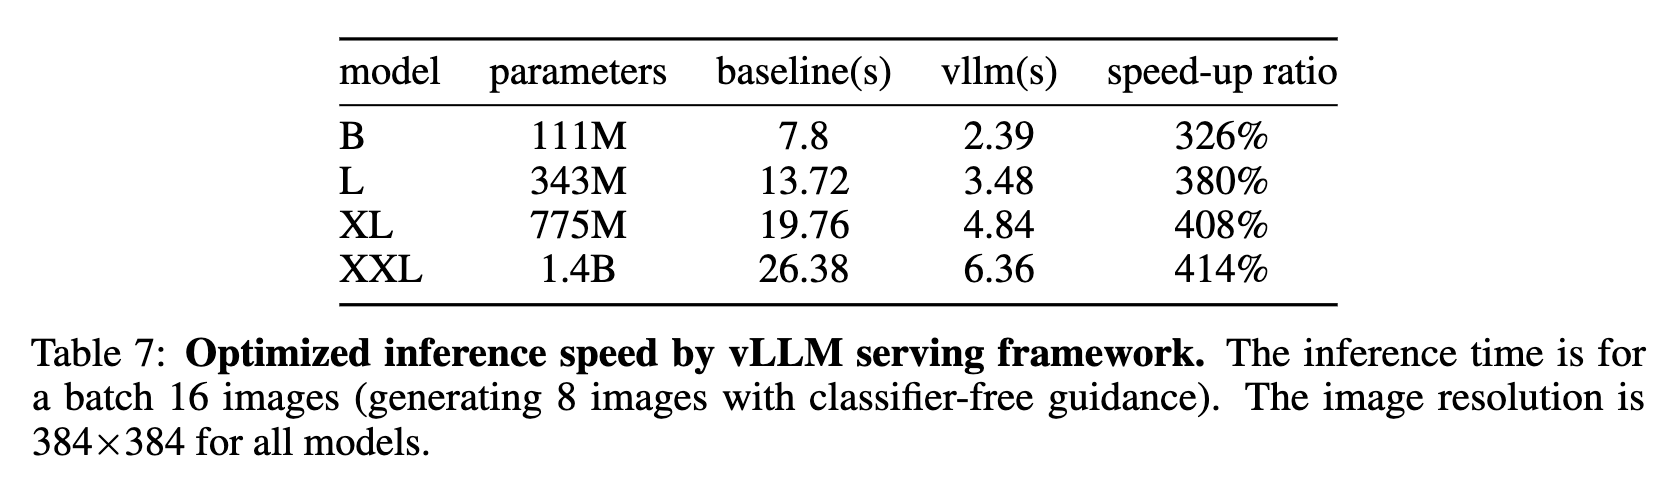 model parameters baseline(s) vllm(s) speed-up ratio
B 111M 7.8 2.39 326%
L 343M 13.72 3.48 380%
XL 775M 19.76 4.84 408%
XXL 1.4B 26.38 6.36 414%
Table 7: Optimized inference speed by vLLM serving framework. The inference time is for
a batch 16 images (generating 8 images with classifier-free guidance). The image resolution is
384×384 for all models.